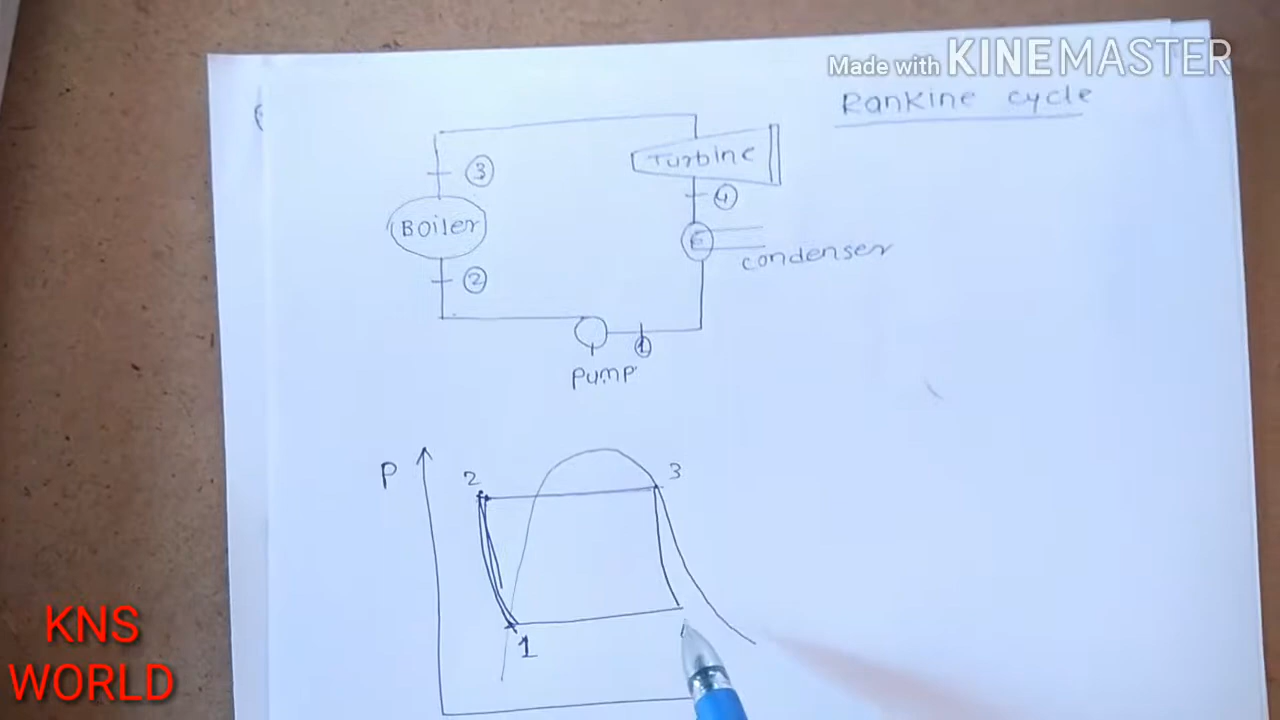 Made with KINEMASTER
Rankine cycle
Turbine
3
4
Boiler
condenser
2
1
Pump
P
2
3
1
KNS
WORLD